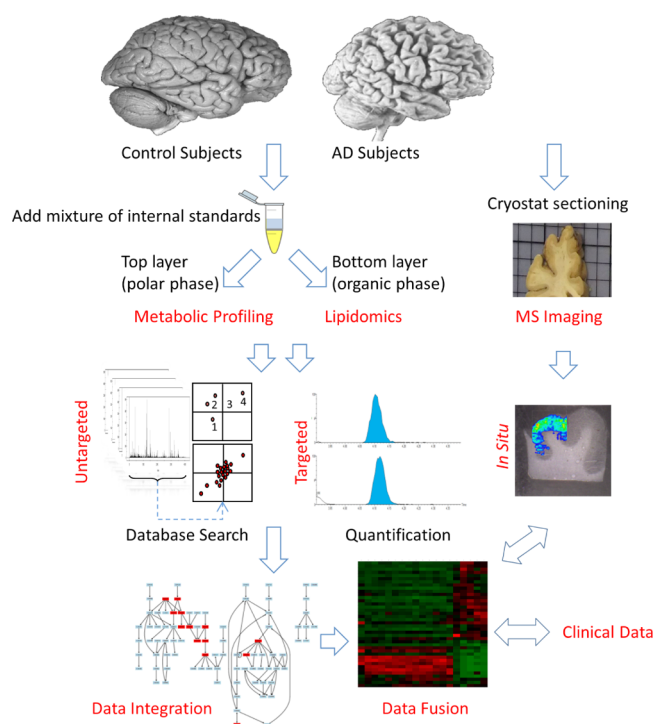 Control Subjects
AD Subjects
Add mixture of internal standards
Cryostat sectioning
Top layer
(polar phase)
Bottom layer
(organic phase)
Metabolic Profiling
Lipidomics
MS Imaging
Untargeted
2
3
4
1
Targeted
In Situ
Database Search
Quantification
Clinical Data
Data Integration
Data Fusion